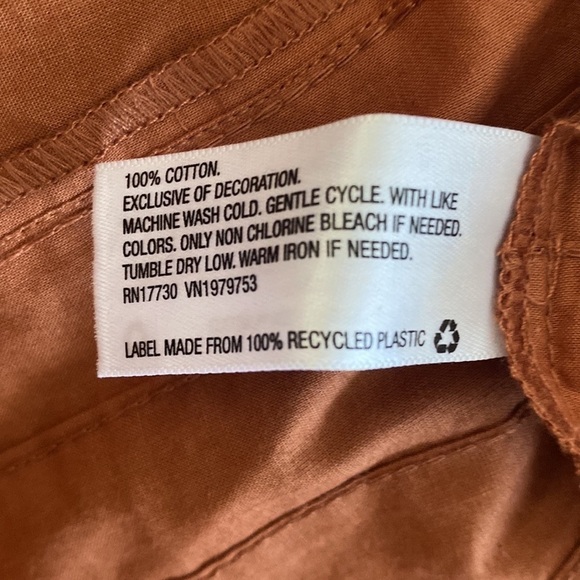 100% COTTON.
EXCLUSIVE OF DECORATION.
MACHINE WASH COLD. GENTLE CYCLE. WITH LIKE
COLORS. ONLY NON CHLORINE BLEACH IF NEEDED.
TUMBLE DRY LOW. WARM IRON IF NEEDED.
RN17730 VN1979753
LABEL MADE FROM 100% RECYCLED PLASTIC